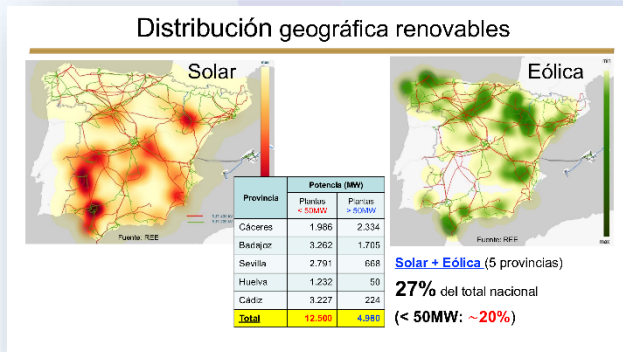 Distribución geográfica renovables
Solar
Eólica
Fuente: REE
Fuente: REE
Provincia
Potencia (MW)
Plantas < 50MW
Plantas > 50MW
Cáceres 1.986 2.334
Badajoz 3.262 1.705
Sevilla 2.791 668
Huelva 1.232 50
Cádiz 3.227 224
Total 12.500 4.980
Solar + Eólica (5 provincias)
27% del total nacional
(< 50MW: ~20%)